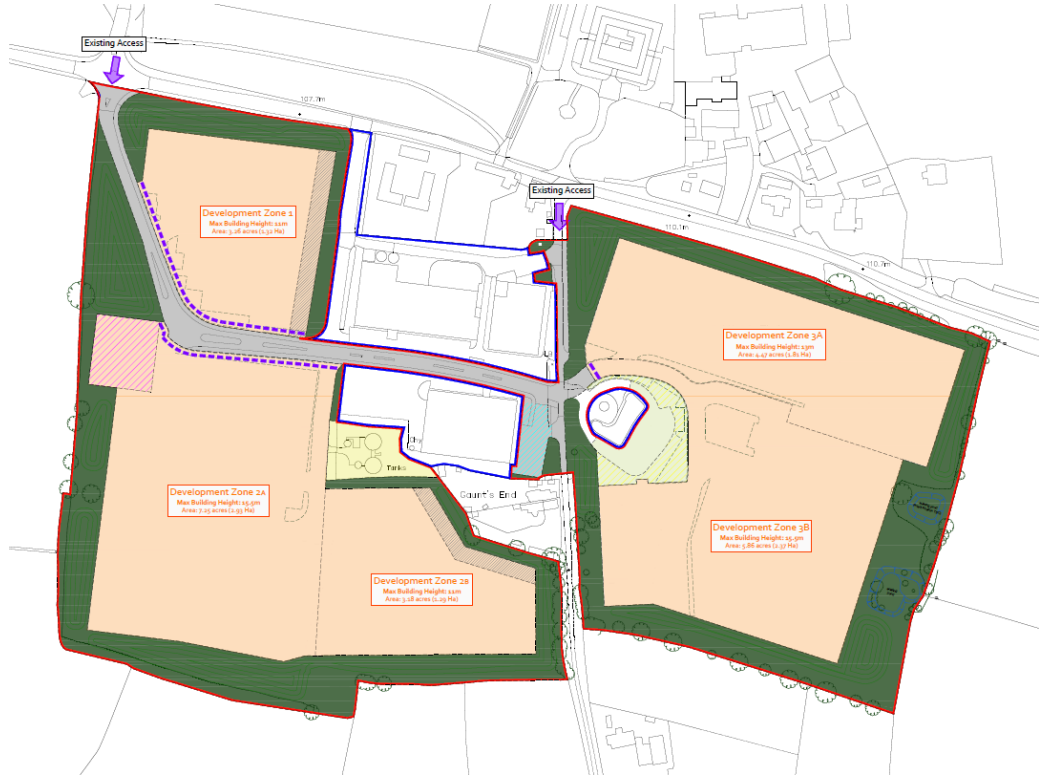 Existing Access
107.7m
Existing Access
110.1m
110.7m
Development Zone 1
Max Building Height: 11m
Area: 3.26 acres (1.32 Ha)
Development Zone 3A
Max Building Height: 13m
Area: 4.47 acres (1.81 Ha)
Tanks
Gaunt's End
Development Zone 2A
Max Building Height: 15.5m
Area: 7.25 acres (2.93 Ha)
Development Zone 3B
Max Building Height: 15.5m
Area: 5.86 acres (2.37 Ha)
Development Zone 2B
Max Building Height: 11m
Area: 3.18 acres (1.29 Ha)